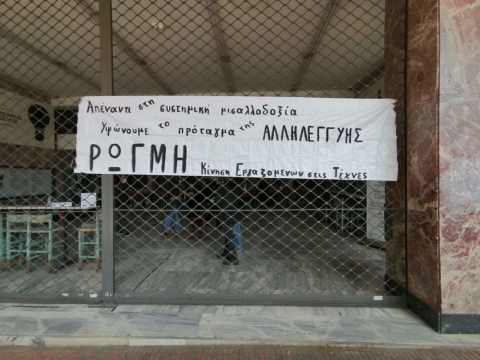 Απέναντι στη συστημική μισαλλοδοξία
Υψώνουμε το πρόταγμα της ΑΛΛΗΛΕΓΓΥΗΣ
ΡΩΓΜΗ Κίνηση Εργαζομένων στις Τέχνες